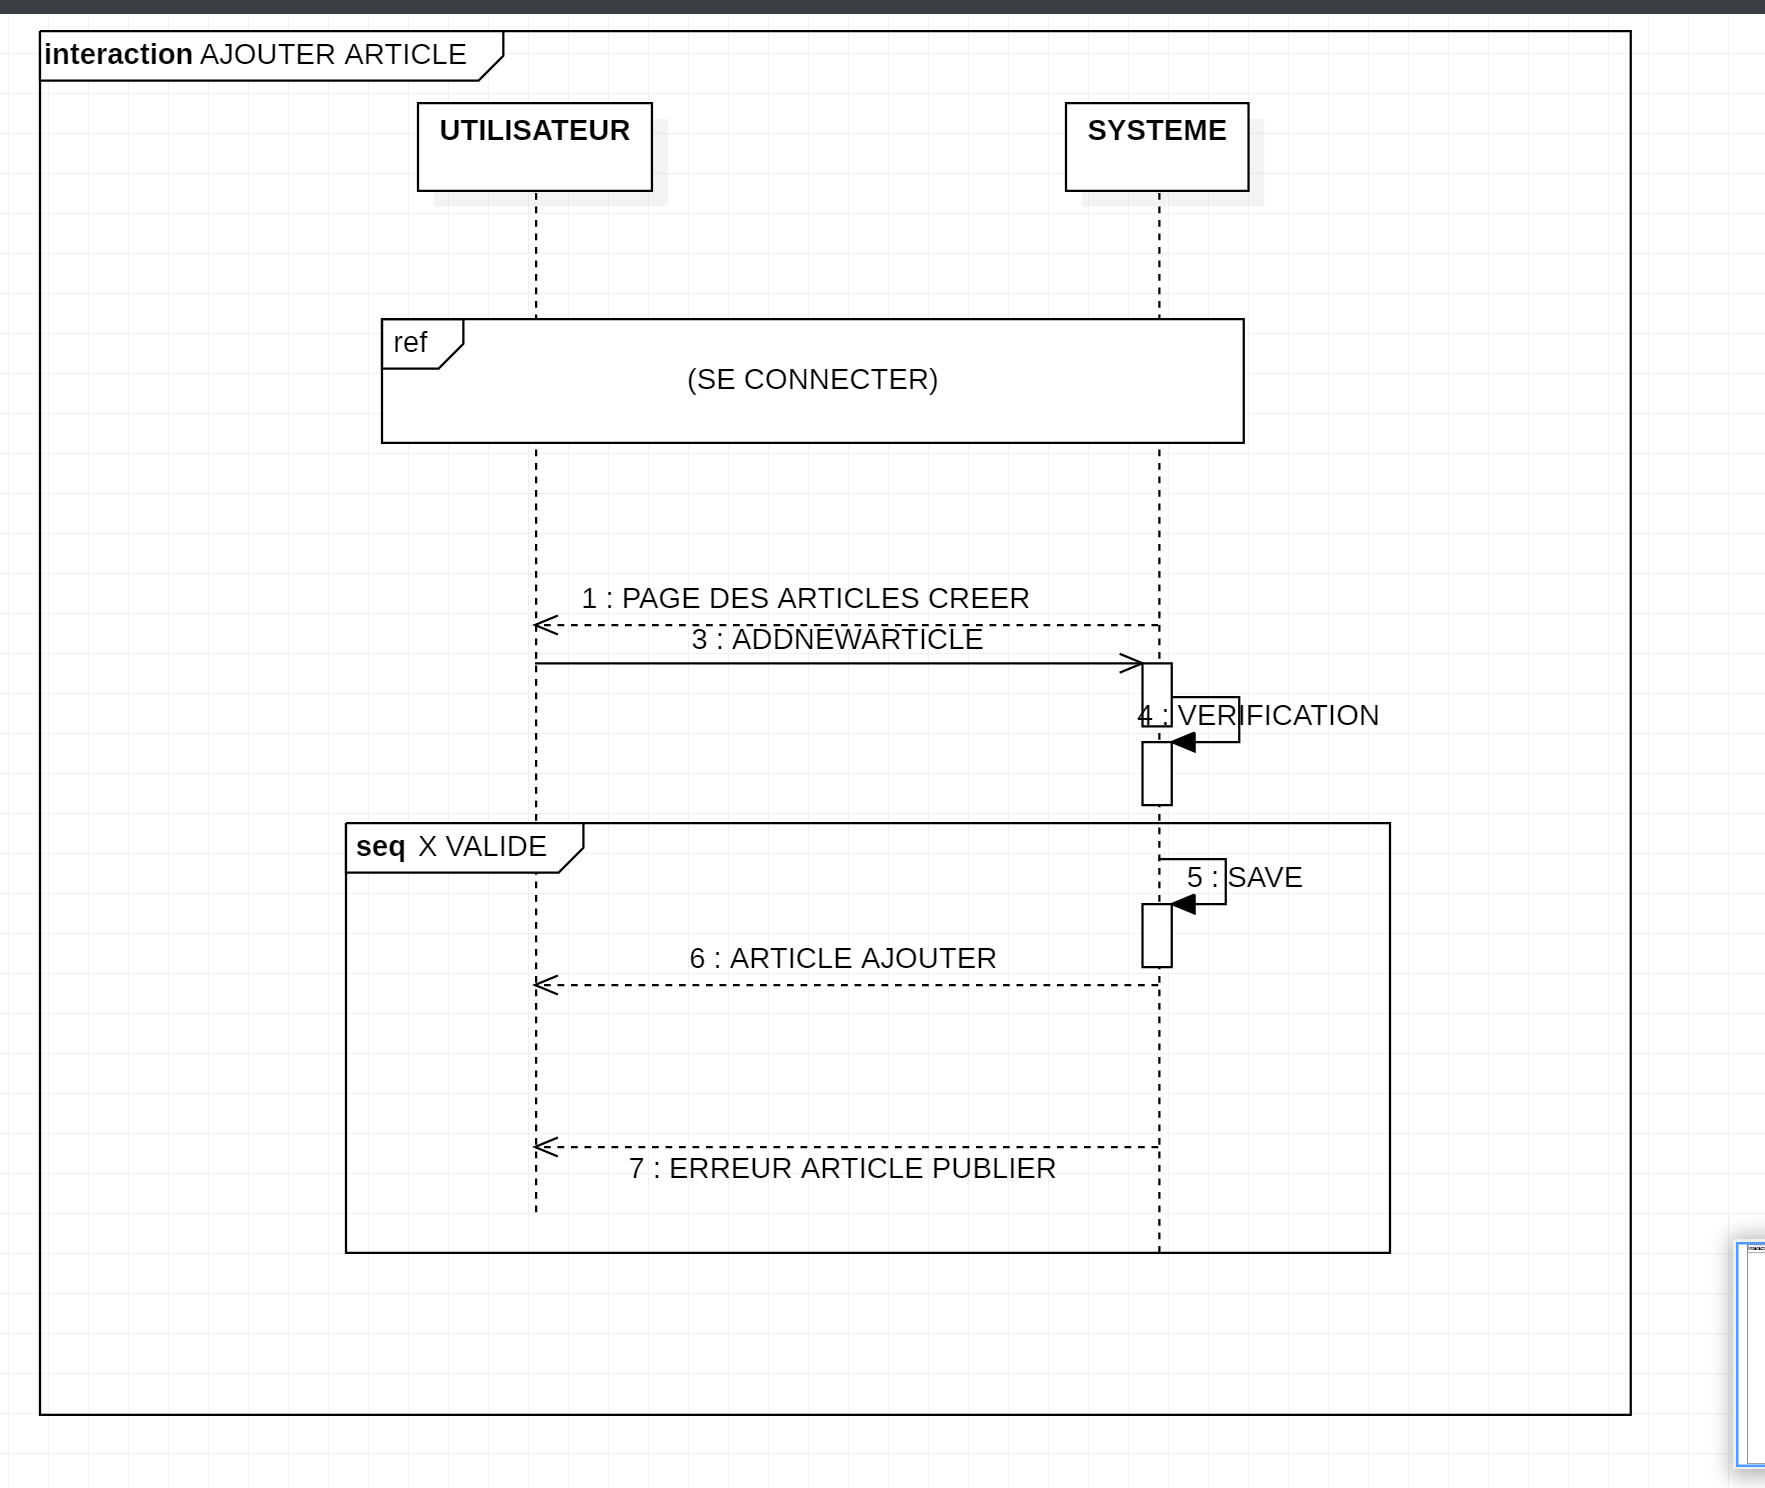 interaction AJOUTER ARTICLE
UTILISATEUR
SYSTEME
ref
(SE CONNECTER)
1 : PAGE DES ARTICLES CREER
3 : ADDNEWARTICLE
4 : VERIFICATION
seq X VALIDE
5 : SAVE
6 : ARTICLE AJOUTER
7 : ERREUR ARTICLE PUBLIER